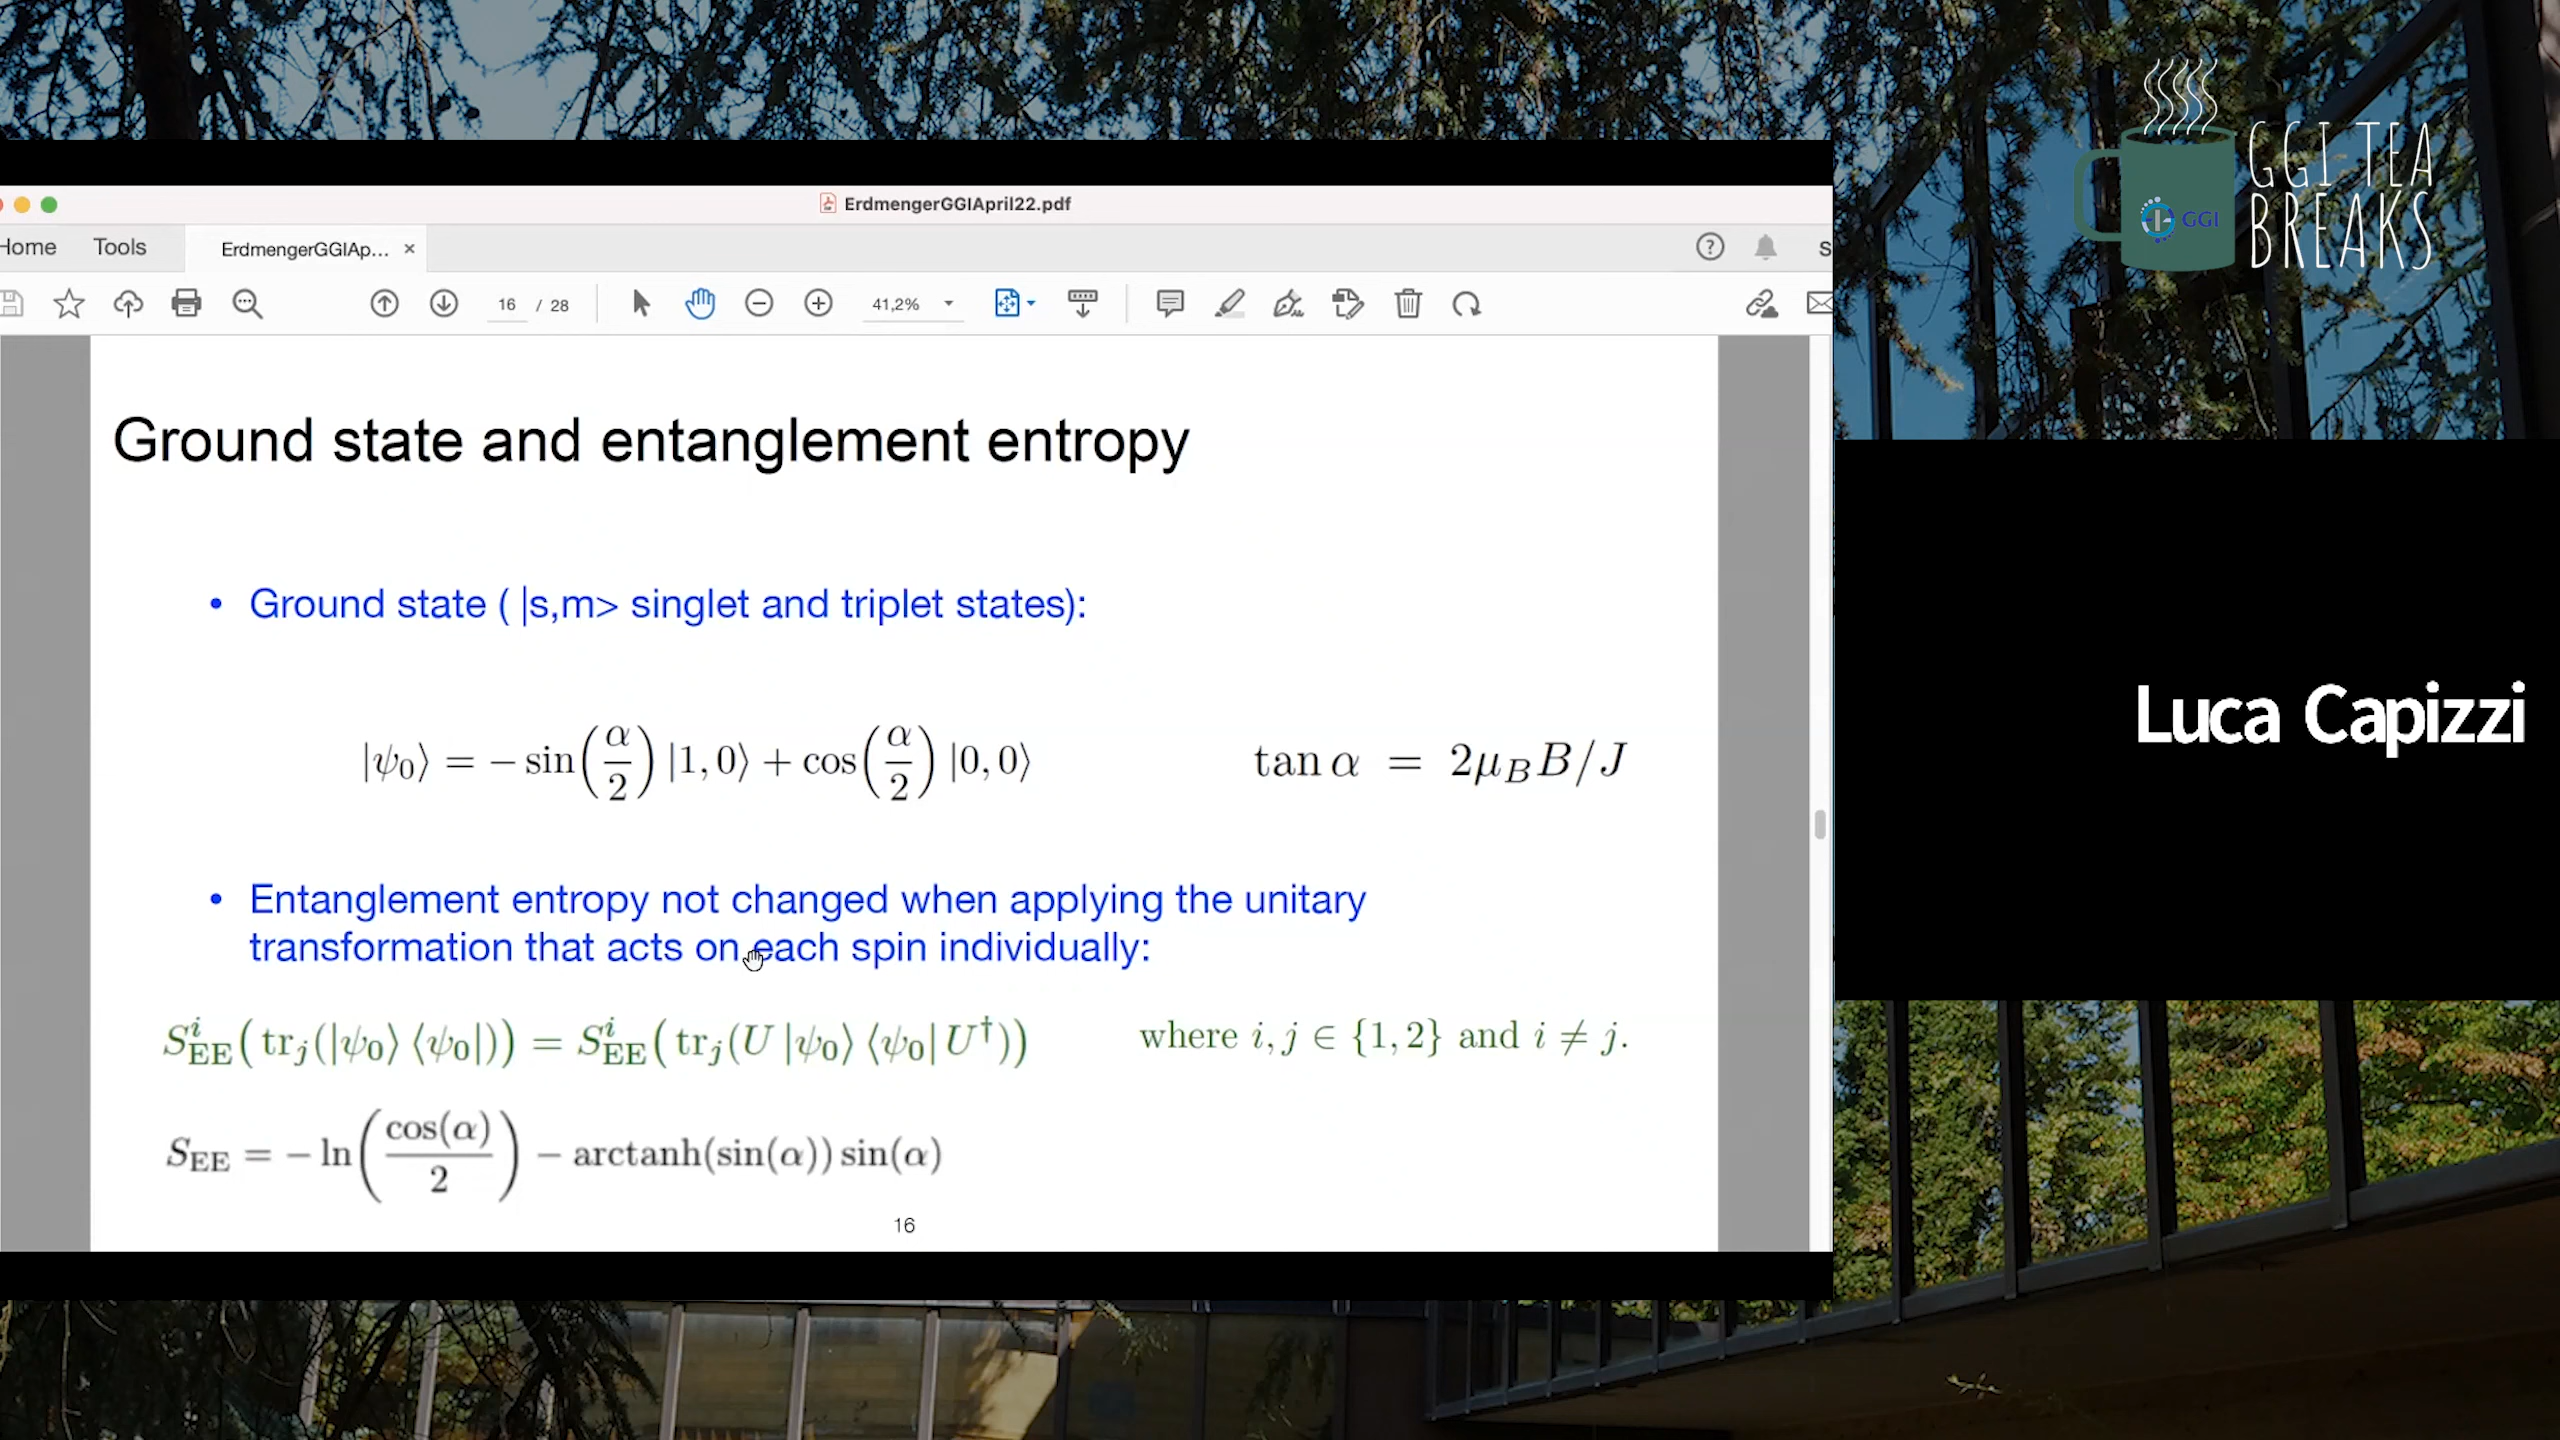 GGI TEA
BREAKS
GGI
ErdmengerGGIApril22.pdf
Home Tools ErdmengerGGIAp... ×
16 / 28 41,2%
Ground state and entanglement entropy
• Ground state ( |s,m> singlet and triplet states):
|ψ₀⟩ = − sin(α/2) |1, 0⟩ + cos(α/2) |0, 0⟩ tan α = 2μ_B B/J
• Entanglement entropy not changed when applying the unitary
transformation that acts on each spin individually:
S^i_EE( tr_j(|ψ₀⟩ ⟨ψ₀|)) = S^i_EE( tr_j(U |ψ₀⟩ ⟨ψ₀| U†)) where i, j ∈ {1, 2} and i ≠ j.
S_EE = − ln(cos(α)/2) − arctanh(sin(α)) sin(α)
16
Luca Capizzi